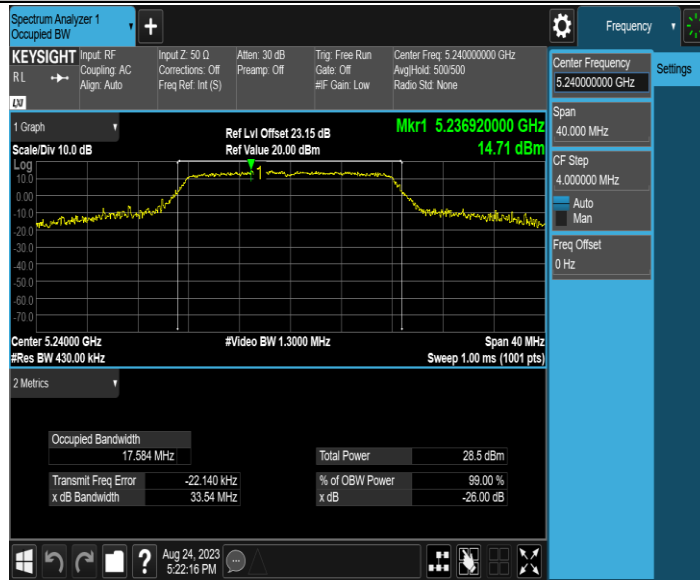 Spectrum Analyzer 1
Occupied BW
+
Frequency
KEYSIGHT
RL
LXI
Input: RF
Coupling: AC
Align: Auto
Input Z: 50 Ω
Corrections: Off
Freq Ref: Int (S)
Atten: 30 dB
Preamp: Off
Trig: Free Run
Gate: Off
#IF Gain: Low
Center Freq: 5.240000000 GHz
Avg|Hold: 500/500
Radio Std: None
Center Frequency
5.240000000 GHz
Settings
Span
40.000 MHz
CF Step
4.000000 MHz
Auto
Man
Freq Offset
0 Hz
1 Graph
Scale/Div 10.0 dB
Ref Lvl Offset 23.15 dB
Ref Value 20.00 dBm
Mkr1 5.236920000 GHz
14.71 dBm
Log
10.0
0.00
-10.0
-20.0
-30.0
-40.0
-50.0
-60.0
-70.0
1
Center 5.24000 GHz
#Res BW 430.00 kHz
#Video BW 1.3000 MHz
Span 40 MHz
Sweep 1.00 ms (1001 pts)
2 Metrics
Occupied Bandwidth
17.584 MHz
Total Power 28.5 dBm
Transmit Freq Error -22.140 kHz
% of OBW Power 99.00 %
x dB Bandwidth 33.54 MHz
x dB -26.00 dB
?
Aug 24, 2023
5:22:16 PM